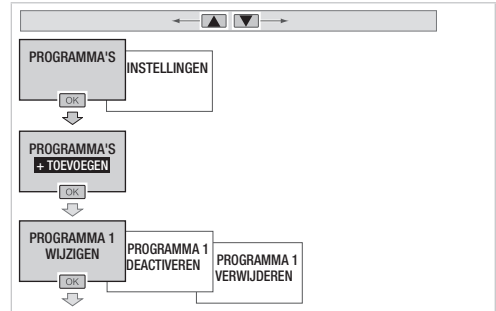 PROGRAMMA'S
INSTELLINGEN
OK
PROGRAMMA'S
+ TOEVOEGEN
OK
PROGRAMMA 1
WIJZIGEN
PROGRAMMA 1
DEACTIVEREN
PROGRAMMA 1
VERWIJDEREN
OK